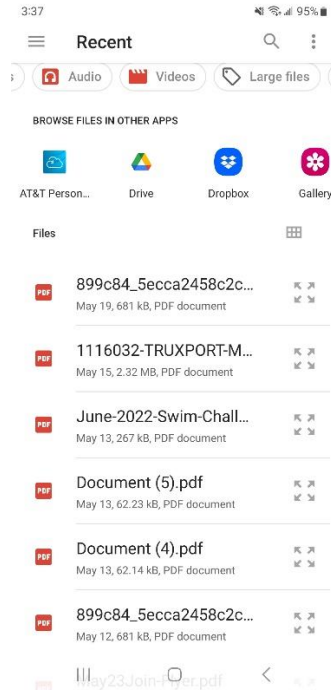 3:37
95%
Recent
s
Audio
Videos
Large files
BROWSE FILES IN OTHER APPS
AT&T Person...
Drive
Dropbox
Gallery
Files
PDF
899c84_5ecca2458c2c...
May 19, 681 kB, PDF document
PDF
1116032-TRUXPORT-M...
May 15, 2.32 MB, PDF document
PDF
June-2022-Swim-Chall...
May 13, 267 kB, PDF document
PDF
Document (5).pdf
May 13, 62.23 kB, PDF document
PDF
Document (4).pdf
May 13, 62.14 kB, PDF document
PDF
899c84_5ecca2458c2c...
May 12, 681 kB, PDF document
May23Join-Flyer.pdf